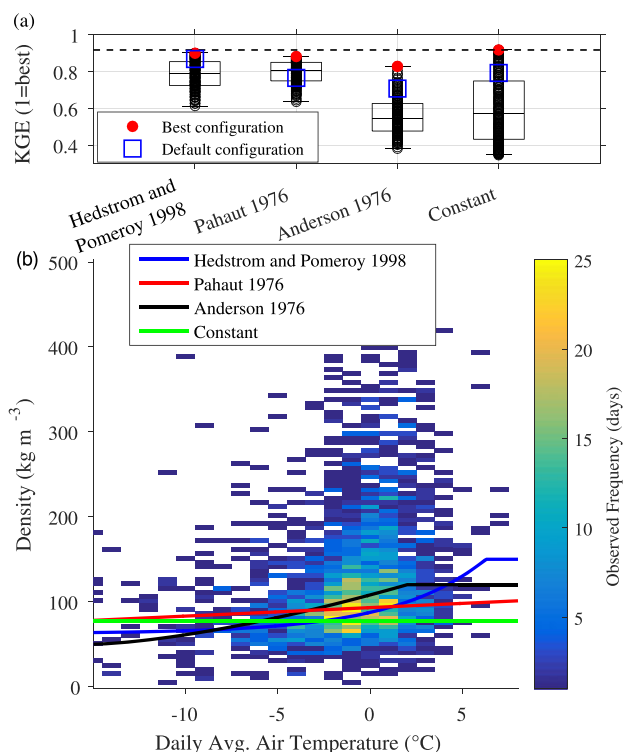 (a)
KGE (1=best)
1
0.8
0.6
0.4
Best configuration
Default configuration
Hedstrom and
Pomeroy 1998
Pahaut 1976
Anderson 1976
Constant
(b)
Density (kg m -3)
500
400
300
200
100
0
Hedstrom and Pomeroy 1998
Pahaut 1976
Anderson 1976
Constant
-10
-5
0
5
Daily Avg. Air Temperature (°C)
25
20
15
10
5
Observed Frequency (days)